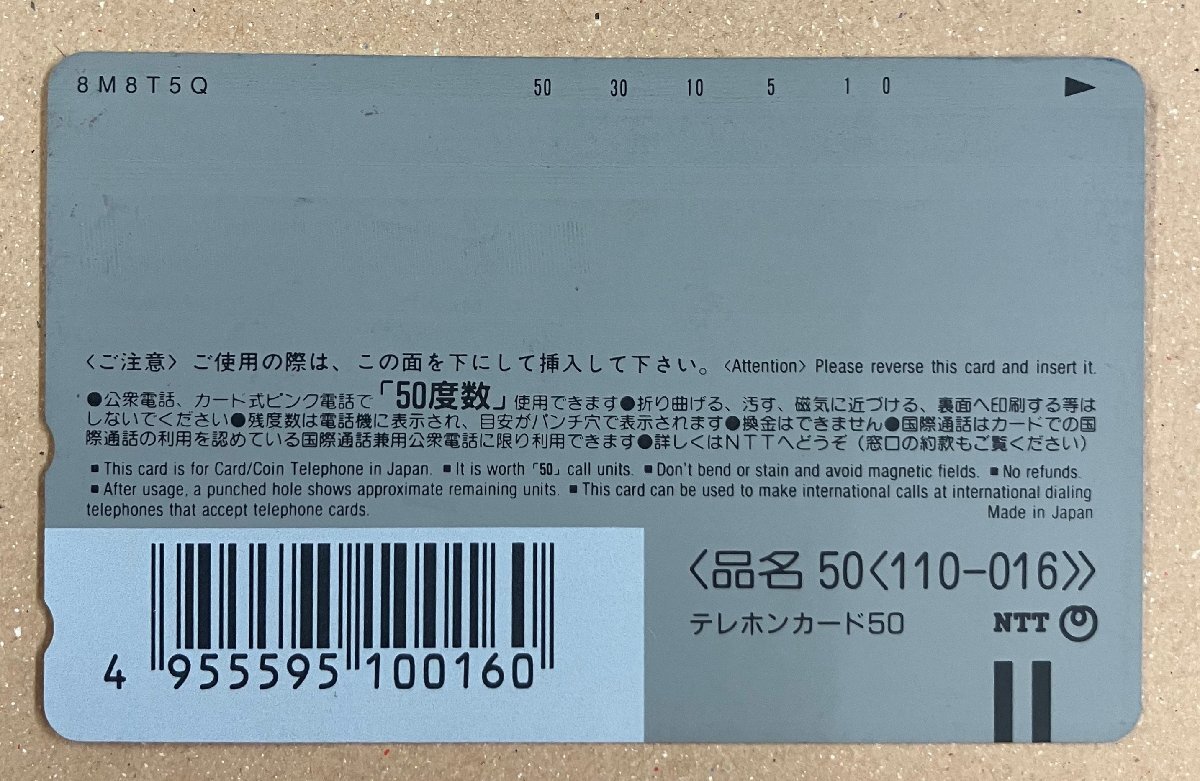 8M8T5Q 50 30 10 5 1 0
〈ご注意〉ご使用の際は、この面を下にして挿入して下さい。〈Attention〉Please reverse this card and insert it.
●公衆電話、カード式ピンク電話で「50度数」使用できます●折り曲げる、汚す、磁気に近づける、裏面へ印刷する等は
しないでください●残度数は電話機に表示され、目安がパンチ穴で表示されます●換金はできません●国際通話はカードでの国
際通話の利用を認めている国際通話兼用公衆電話に限り利用できます●詳しくはNTTへどうぞ(窓口の約款もご覧ください)
■This card is for Card/Coin Telephone in Japan. ■It is worth「50」call units. ■Don't bend or stain and avoid magnetic fields. ■No refunds.
■After usage, a punched hole shows approximate remaining units. ■This card can be used to make international calls at international dialing
telephones that accept telephone cards.
Made in Japan
〈品名 50〈110-016〉〉
テレホンカード50
NTT
4 955595 100160